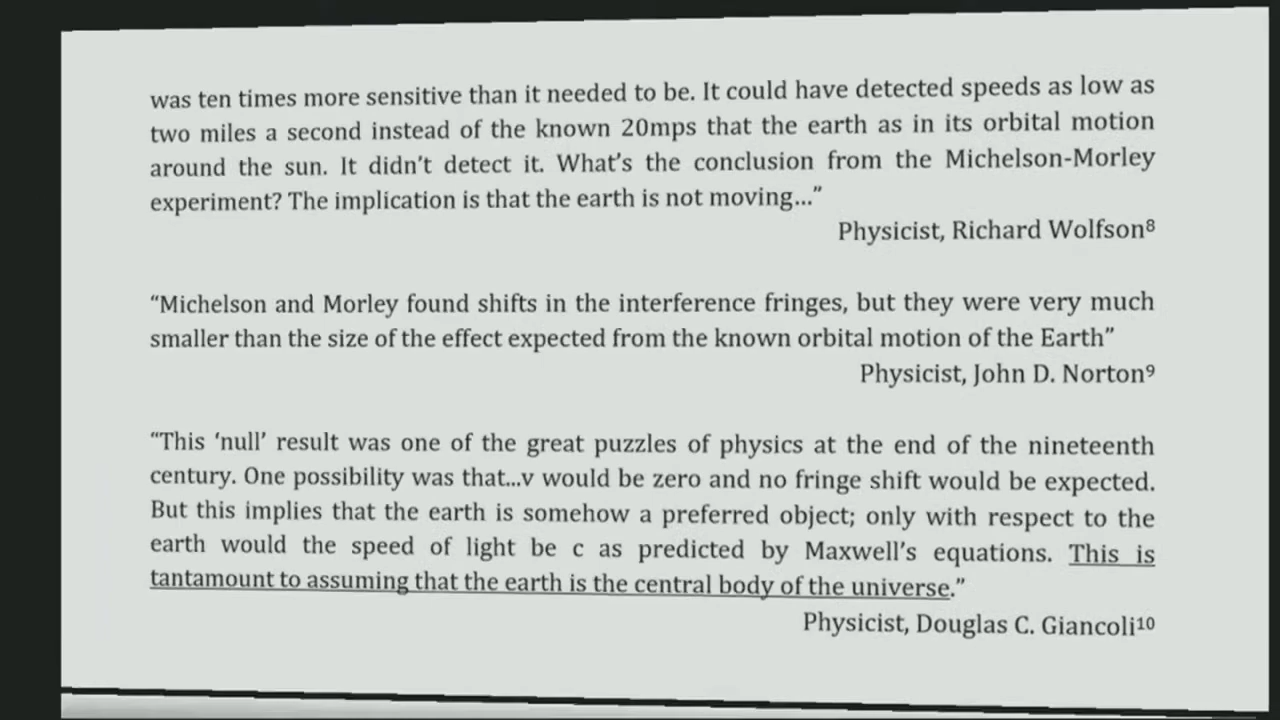 was ten times more sensitive than it needed to be. It could have detected speeds as low as
two miles a second instead of the known 20mps that the earth as in its orbital motion
around the sun. It didn’t detect it. What’s the conclusion from the Michelson-Morley
experiment? The implication is that the earth is not moving...”
Physicist, Richard Wolfson⁸
“Michelson and Morley found shifts in the interference fringes, but they were very much
smaller than the size of the effect expected from the known orbital motion of the Earth”
Physicist, John D. Norton⁹
“This ‘null’ result was one of the great puzzles of physics at the end of the nineteenth
century. One possibility was that...v would be zero and no fringe shift would be expected.
But this implies that the earth is somehow a preferred object; only with respect to the
earth would the speed of light be c as predicted by Maxwell’s equations. This is
tantamount to assuming that the earth is the central body of the universe.”
Physicist, Douglas C. Giancoli¹⁰